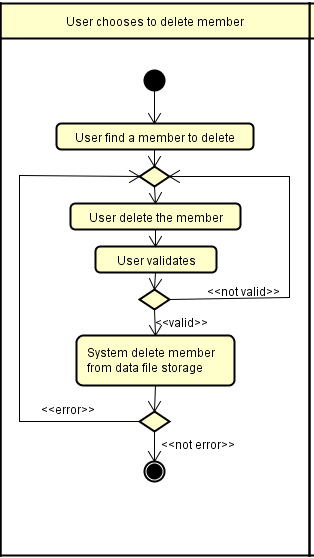 User chooses to delete member
User find a member to delete
User delete the member
User validates
<<not valid>>
<<valid>>
System delete member
from data file storage
<<error>>
<<not error>>